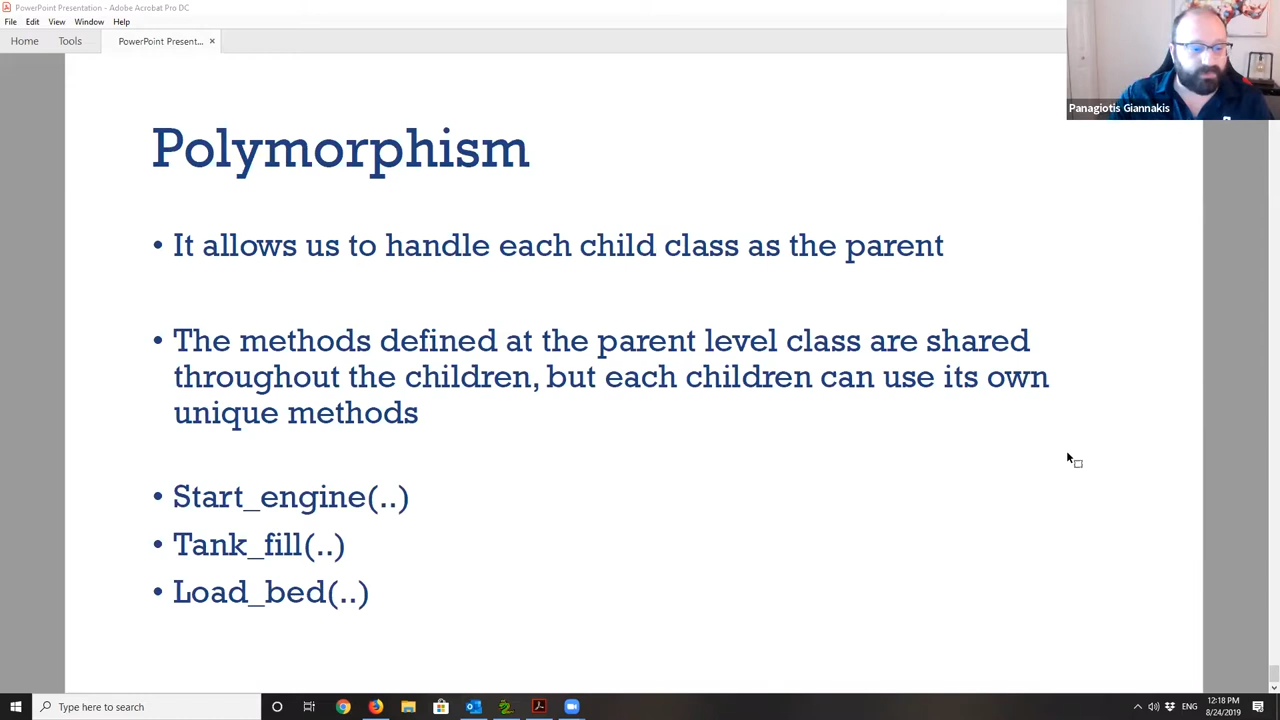 PowerPoint Presentation - Adobe Acrobat Pro DC
File Edit View Window Help
Home Tools PowerPoint Present... ×
Panagiotis Giannakis
Polymorphism
• It allows us to handle each child class as the parent
• The methods defined at the parent level class are shared
throughout the children, but each children can use its own
unique methods
• Start_engine(..)
• Tank_fill(..)
• Load_bed(..)
Type here to search
ENG
12:18 PM
8/24/2019